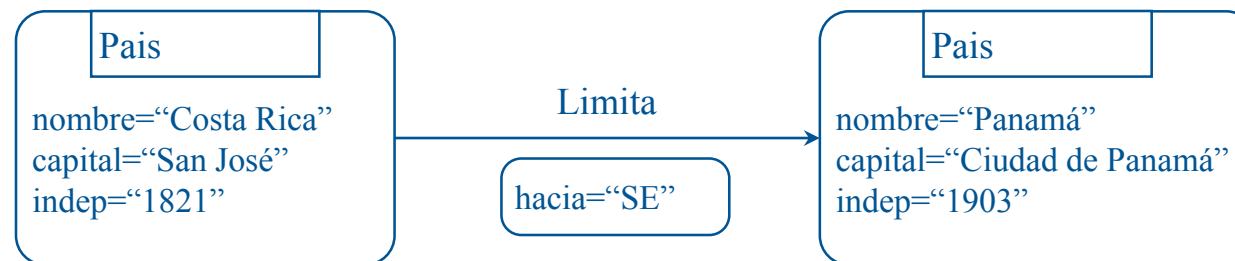 Pais
nombre=“Costa Rica”
capital=“San José”
indep=“1821”
Limita
hacia=“SE”
Pais
nombre=“Panamá”
capital=“Ciudad de Panamá”
indep=“1903”